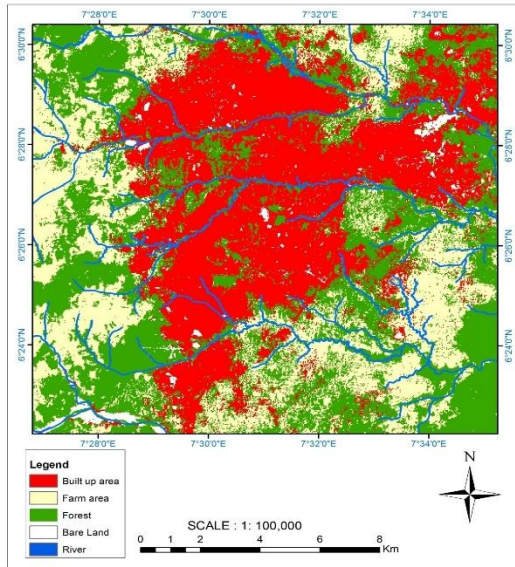 7°28'0"E 7°30'0"E 7°32'0"E 7°34'0"E
6°30'0"N 6°30'0"N
6°28'0"N 6°28'0"N
6°26'0"N 6°26'0"N
6°24'0"N 6°24'0"N
7°28'0"E 7°30'0"E 7°32'0"E 7°34'0"E
Legend
Built up area
Farm area
Forest
Bare Land
River
N
SCALE : 1: 100,000
0 2 4 6 8
Km